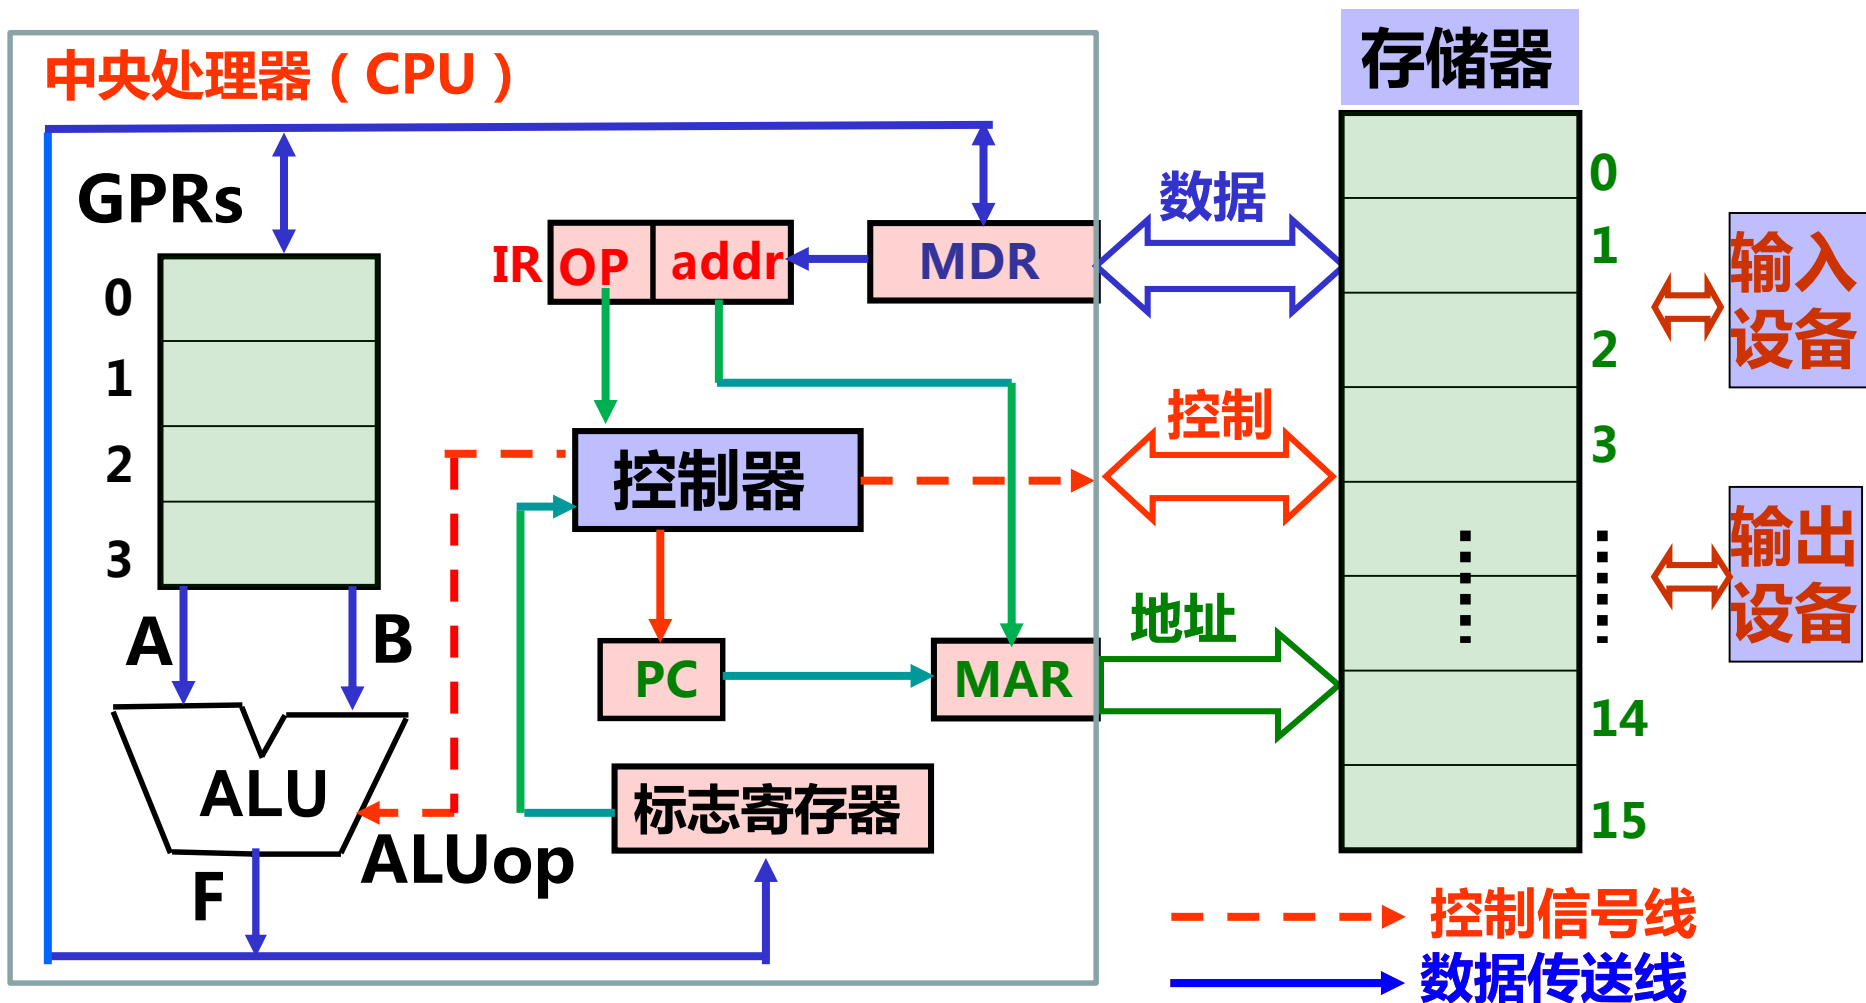 中央处理器（CPU）
存储器
GPRs
数据
0
1
2
3
14
15
输入
设备
IR
OP
addr
MDR
0
1
2
3
控制
控制器
输出
设备
A
B
地址
PC
MAR
ALU
标志寄存器
ALUop
F
控制信号线
数据传送线